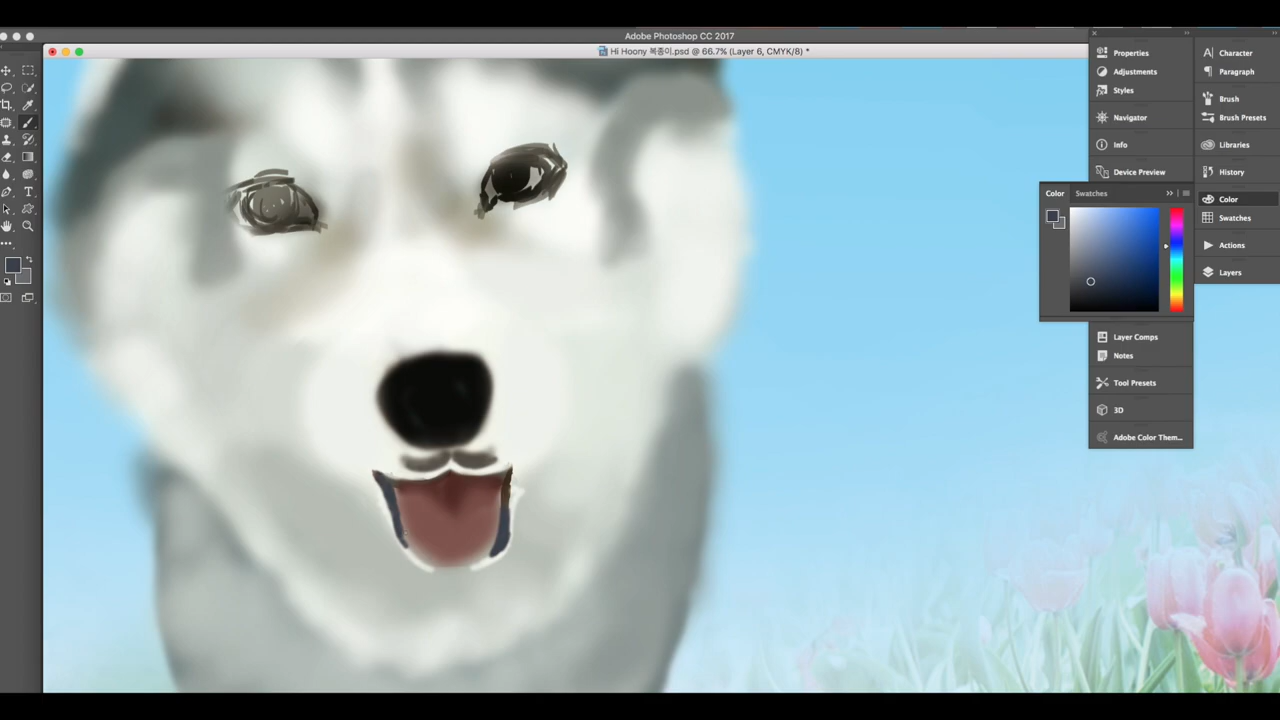 Adobe Photoshop CC 2017
Hi Hoony 복종이.psd @ 66.7% (Layer 6, CMYK/8) *
Properties
Adjustments
Styles
Navigator
Info
Device Preview
Character
Paragraph
Brush
Brush Presets
Libraries
History
Color
Swatches
Actions
Layers
Color Swatches
Layer Comps
Notes
Tool Presets
3D
Adobe Color Them...